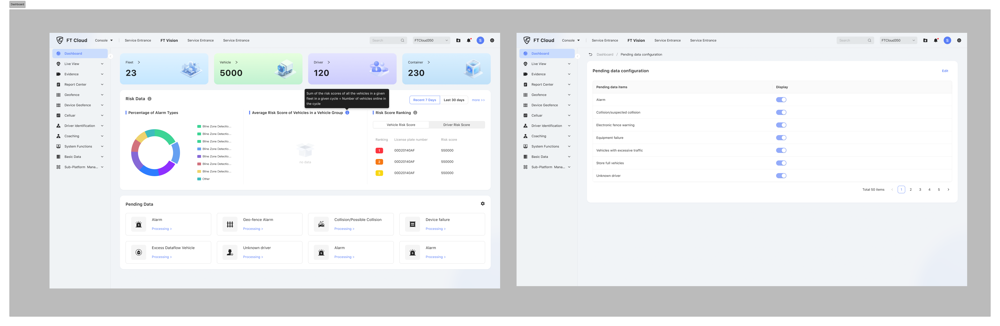 Dashboard
FT Cloud
Console
Service Entrance
FT Vision
Service Entrance
Service Entrance
Search
FTCloud350
S
Dashboard
Live View
Evidence
Report Center
Geofence
Device Geofence
Celluar
Driver Identification
Coaching
System Functions
Basic Data
Sub-Platform Mana...
Fleet >
23
Vehicle >
5000
Driver >
120
Container >
230
Risk Data
Sum of the risk scores of all the vehicles in a given
fleet in a given cycle ÷ Number of vehicles online in
the cycle
Recent 7 Days
Last 30 days
more >>
Percentage of Alarm Types
Bline Zone Detectio...
Bline Zone Detectio...
Bline Zone Detectio...
Bline Zone Detectio...
Bline Zone Detectio...
Bline Zone Detectio...
Bline Zone Detectio...
Other
Average Risk Score of Vehicles in a Vehicle Group
no data
Risk Score Ranking
Vehicle Risk Score
Driver Risk Score
Ranking License plate number Risk score
1 00D20140AF 550000
2 00D20140AF 550000
3 00D20140AF 550000
Pending Data
Alarm
Processing >
Geo-fence Alarm
Processing >
Collision/Possible Collision
Processing >
Device failure
Processing >
Excess Dataflow Vehicle
Processing >
Unknown driver
Processing >
Alarm
Processing >
Alarm
Processing >
FT Cloud
Console
Service Entrance
FT Vision
Service Entrance
Service Entrance
Search
FTCloud350
S
Dashboard
Live View
Evidence
Report Center
Geofence
Device Geofence
Celluar
Driver Identification
Coaching
System Functions
Basic Data
Sub-Platform Mana...
Dashboard / Pending data configuration
Pending data configuration
Edit
Pending data items
Display
Alarm
Collision/suspected collision
Electronic fence warning
Equipment failure
Vehicles with excessive traffic
Store full vehicles
Unknown driver
Total 50 items < 1 2 3 4 5 >